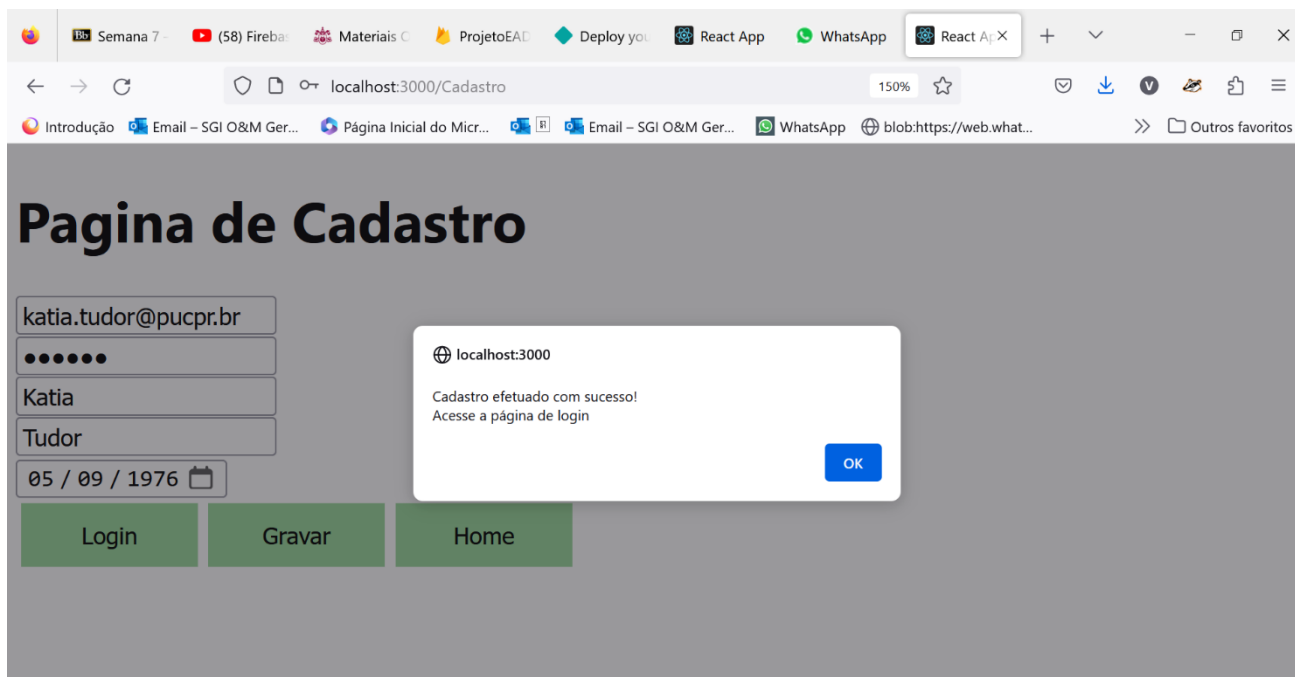 Semana 7 -
(58) Fireba
Materiais C
ProjetoEAD
Deploy you
React App
WhatsApp
React Ap
localhost:3000/Cadastro
150%
V
Introdução
Email – SGI O&M Ger...
Página Inicial do Micr...
Email – SGI O&M Ger...
WhatsApp
blob:https://web.what...
Outros favoritos
Pagina de Cadastro
katia.tudor@pucpr.br
●●●●●●
Katia
Tudor
05 / 09 / 1976
Login
Gravar
Home
localhost:3000
Cadastro efetuado com sucesso!
Acesse a página de login
OK